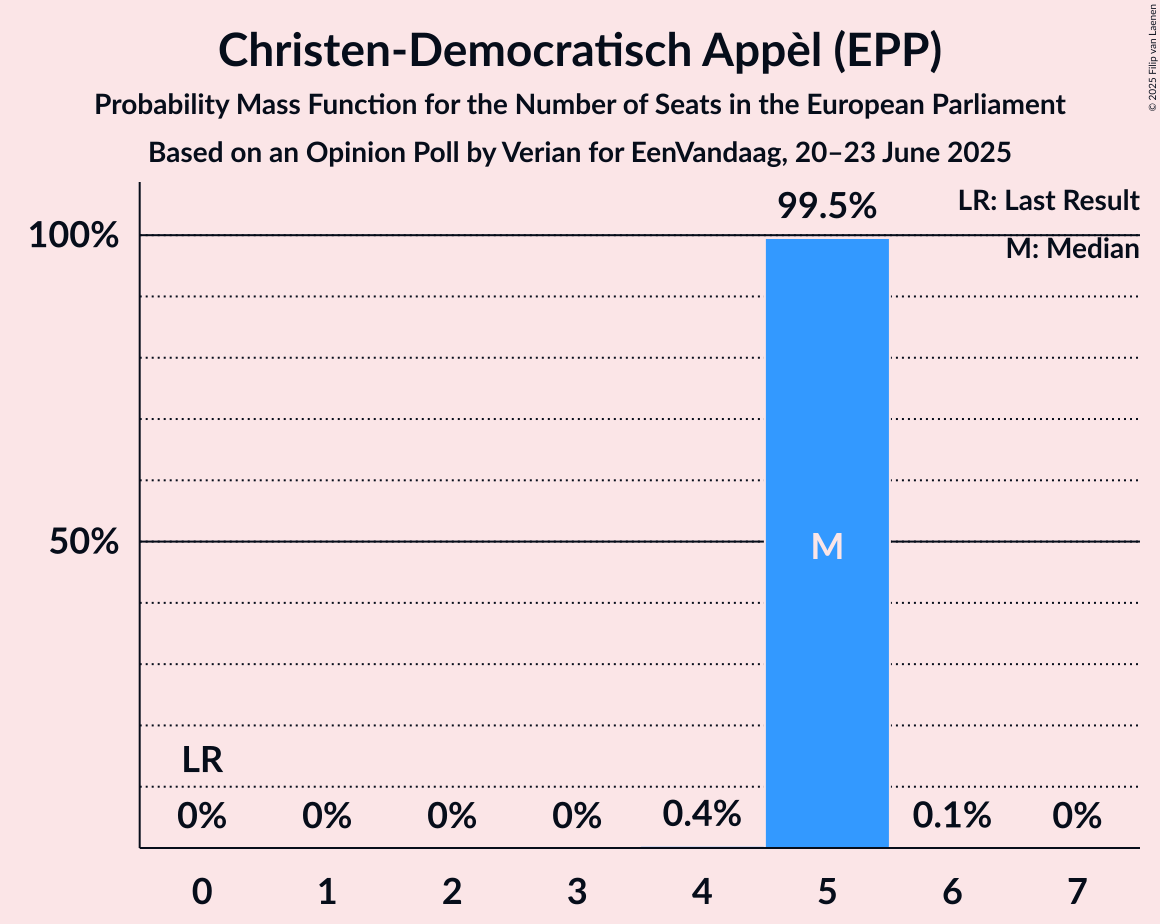 Christen-Democratisch Appèl (EPP)
Probability Mass Function for the Number of Seats in the European Parliament
Based on an Opinion Poll by Verian for EenVandaag, 20–23 June 2025
© 2025 Filip van Laenen
LR: Last Result
M: Median
99.5%
100%
50%
M
LR
0% 0% 0% 0% 0.4% 0.1% 0%
0 1 2 3 4 5 6 7